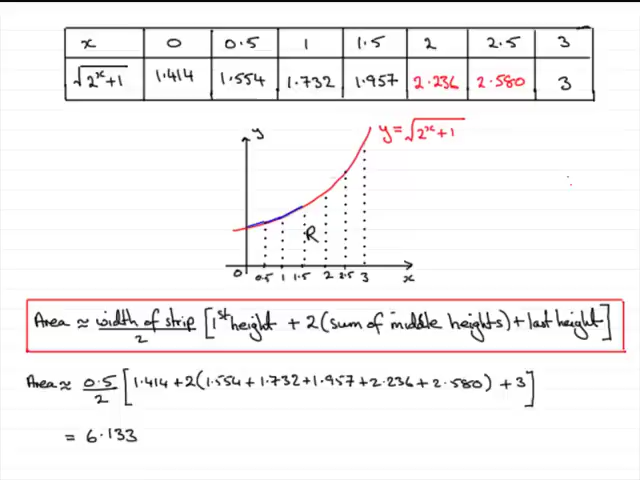 x 0 0.5 1 1.5 2 2.5 3
√(2^x+1) 1.414 1.554 1.732 1.957 2.236 2.580 3
y y=√(2^x+1)
R
0 0.5 1 1.5 2 2.5 3 x
Area ≈ width of strip/2 [1st height + 2(sum of middle heights) + last height]
Area ≈ 0.5/2 [1.414+2(1.554+1.732+1.957+2.236+2.580) +3]
= 6.133